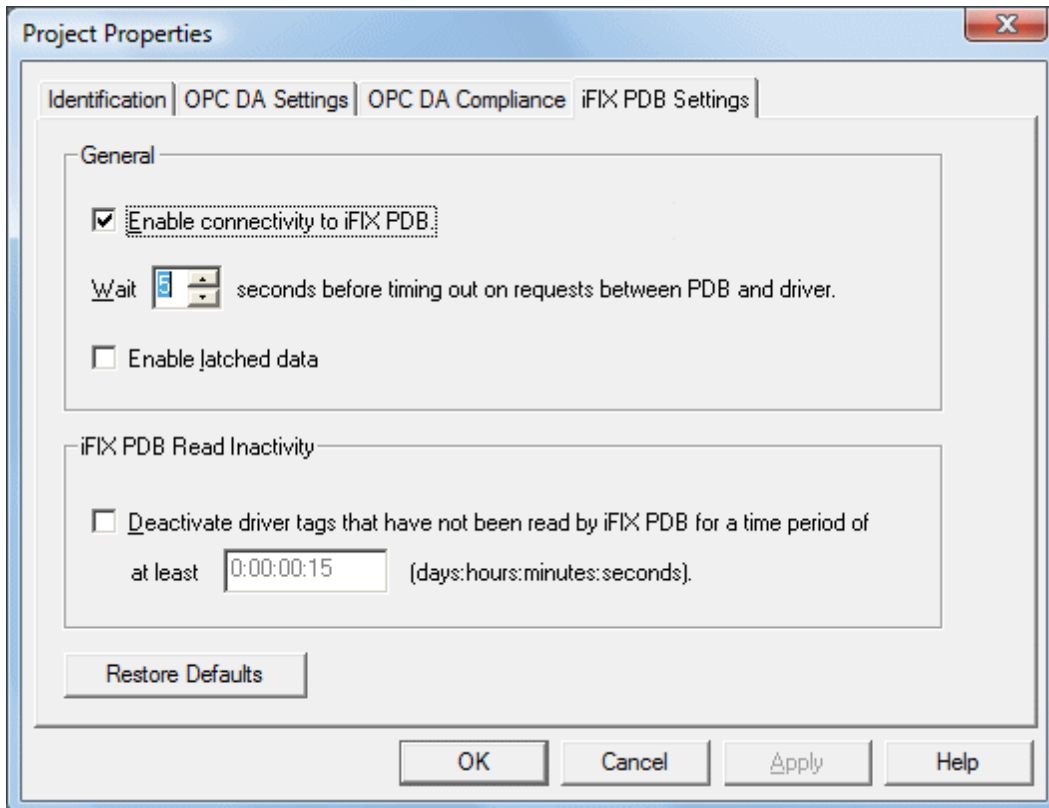 Project Properties
Identification
OPC DA Settings
OPC DA Compliance
iFIX PDB Settings
General
Enable connectivity to iFIX PDB.
Wait 5 seconds before timing out on requests between PDB and driver.
Enable latched data
iFIX PDB Read Inactivity
Deactivate driver tags that have not been read by iFIX PDB for a time period of
at least 0:00:00:15 (days:hours:minutes:seconds).
Restore Defaults
OK
Cancel
Apply
Help